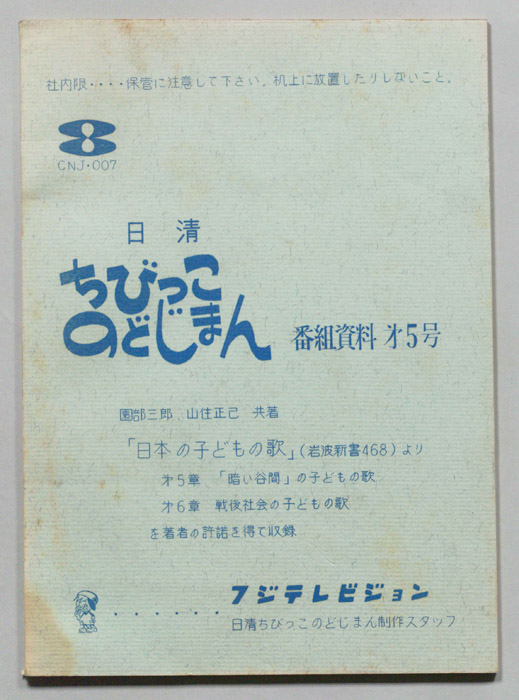 社内限・・・・保管に注意して下さい。机上に放置したりしないこと。
8
CNJ・007
日清
ちびっこ
のどじまん
番組資料 才5号
園部三郎、山住正己 共著
「日本の子どもの歌」(岩波新書468)より
才5章 「暗い谷間」の子どもの歌
才6章 戦後社会の子どもの歌
を著者の許諾を得て収録
・・・・・・フジテレビジョン
日清ちびっこのどじまん制作スタッフ